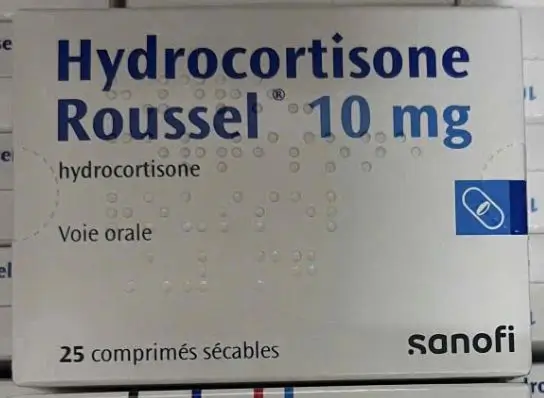 Hydrocortisone
Roussel® 10 mg
hydrocortisone
Voie orale
25 comprimés sécables
sanofi